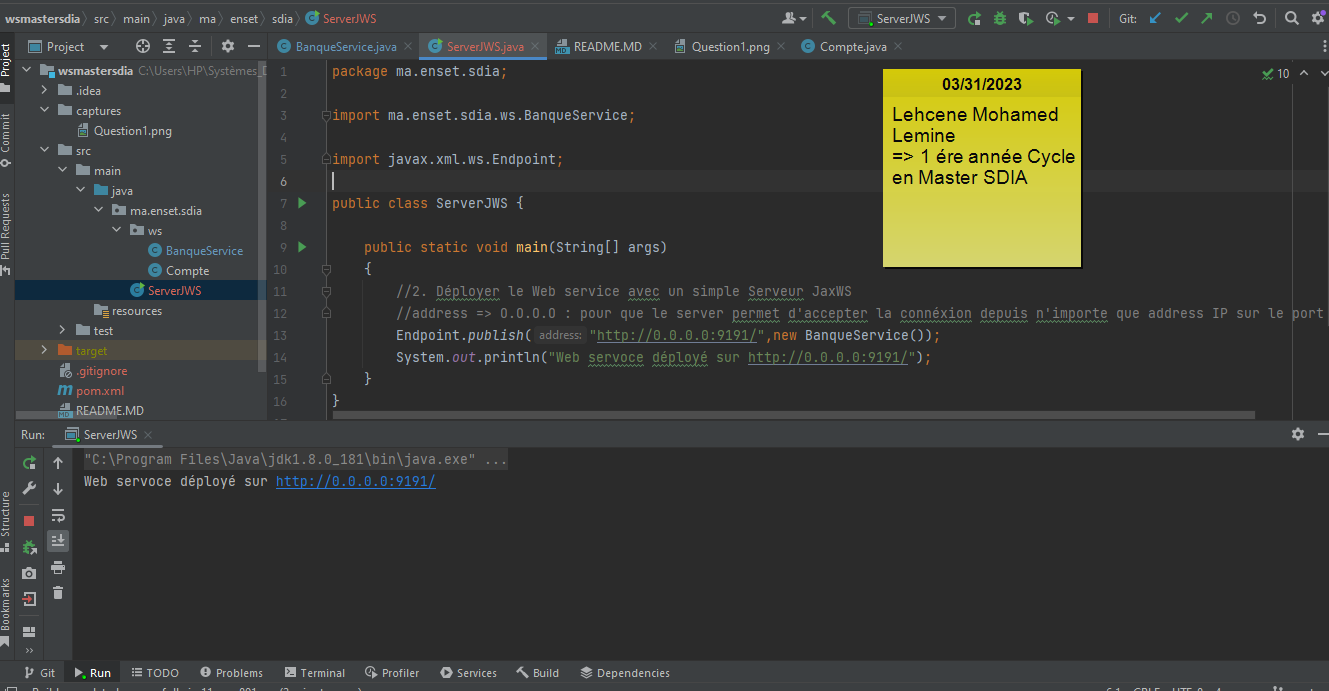 wsmastersdia src main java ma enset sdia ServerJWS
ServerJWS
Git:
Project
BanqueService.java ServerJWS.java README.MD Question1.png Compte.java
Project
Commit
Pull Requests
Structure
Bookmarks
wsmastersdia C:\Users\HP\Systèmes_D
.idea
captures
Question1.png
src
main
java
ma.enset.sdia
ws
BanqueService
Compte
ServerJWS
resources
test
target
.gitignore
pom.xml
README.MD
10
1 package ma.enset.sdia;
2
3 import ma.enset.sdia.ws.BanqueService;
4
5 import javax.xml.ws.Endpoint;
6
7 public class ServerJWS {
8
9 public static void main(String[] args)
10 {
11 //2. Déployer le Web service avec un simple Serveur JaxWS
12 //address => 0.0.0.0 : pour que le server permet d'accepter la connéxion depuis n'importe que address IP sur le port
13 Endpoint.publish( address: "http://0.0.0.0:9191/",new BanqueService());
14 System.out.println("Web servoce déployé sur http://0.0.0.0:9191/");
15 }
16 }
03/31/2023
Lehcene Mohamed
Lemine
=> 1 ére année Cycle
en Master SDIA
Run: ServerJWS
"C:\Program Files\Java\jdk1.8.0_181\bin\java.exe" ...
Web servoce déployé sur http://0.0.0.0:9191/
Git Run TODO Problems Terminal Profiler Services Build Dependencies